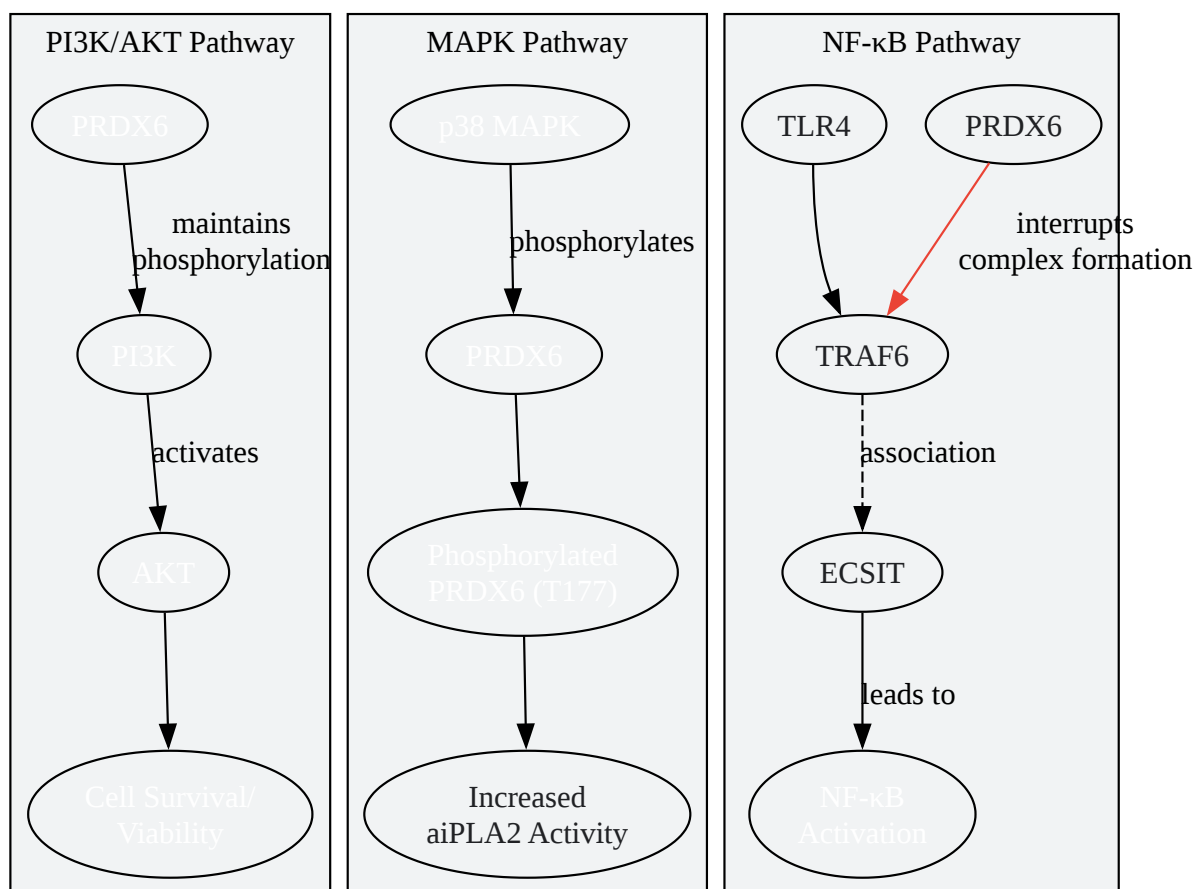 PI3K/AKT Pathway
PRDX6
maintains
phosphorylation
PI3K
activates
AKT
Cell Survival/
Viability
MAPK Pathway
p38 MAPK
phosphorylates
PRDX6
Phosphorylated
PRDX6 (T177)
Increased
aiPLA2 Activity
NF-κB Pathway
TLR4
PRDX6
interrupts
complex formation
TRAF6
association
ECSIT
leads to
NF-κB
Activation